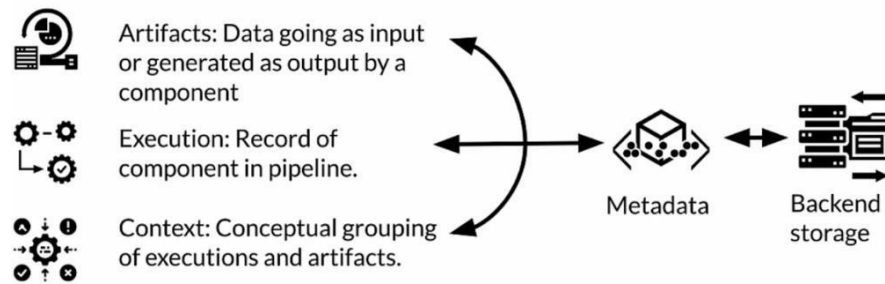 Artifacts: Data going as input
or generated as output by a
component
Execution: Record of
component in pipeline.
Context: Conceptual grouping
of executions and artifacts.
Metadata
Backend
storage